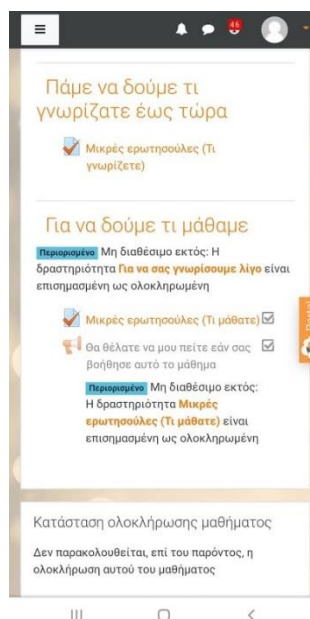 46
Πάμε να δούμε τι
γνωρίζατε έως τώρα
Μικρές ερωτησούλες (Τι
γνωρίζετε)
Για να δούμε τι μάθαμε
Περιορισμένο Μη διαθέσιμο εκτός: Η
δραστηριότητα Για να σας γνωρίσουμε λίγο είναι
επισημασμένη ως ολοκληρωμένη
Μικρές ερωτησούλες (Τι μάθατε)
Θα θέλατε να μου πείτε εάν σας
βοήθησε αυτό το μάθημα
Περιορισμένο Μη διαθέσιμο εκτός:
Η δραστηριότητα Μικρές
ερωτησούλες (Τι μάθατε) είναι
επισημασμένη ως ολοκληρωμένη
Κατάσταση ολοκλήρωσης μαθήματος
Δεν παρακολουθείται, επί του παρόντος, η
ολοκλήρωση αυτού του μαθήματος